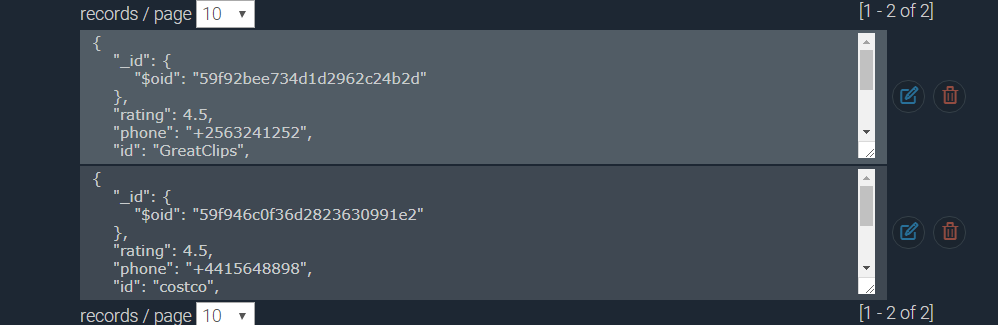 records / page 10 [1 - 2 of 2]
{
"_id": {
"$oid": "59f92bee734d1d2962c24b2d"
},
"rating": 4.5,
"phone": "+2563241252",
"id": "GreatClips",
{
"_id": {
"$oid": "59f946c0f36d2823630991e2"
},
"rating": 4.5,
"phone": "+4415648898",
"id": "costco",
records / page 10 [1 - 2 of 2]